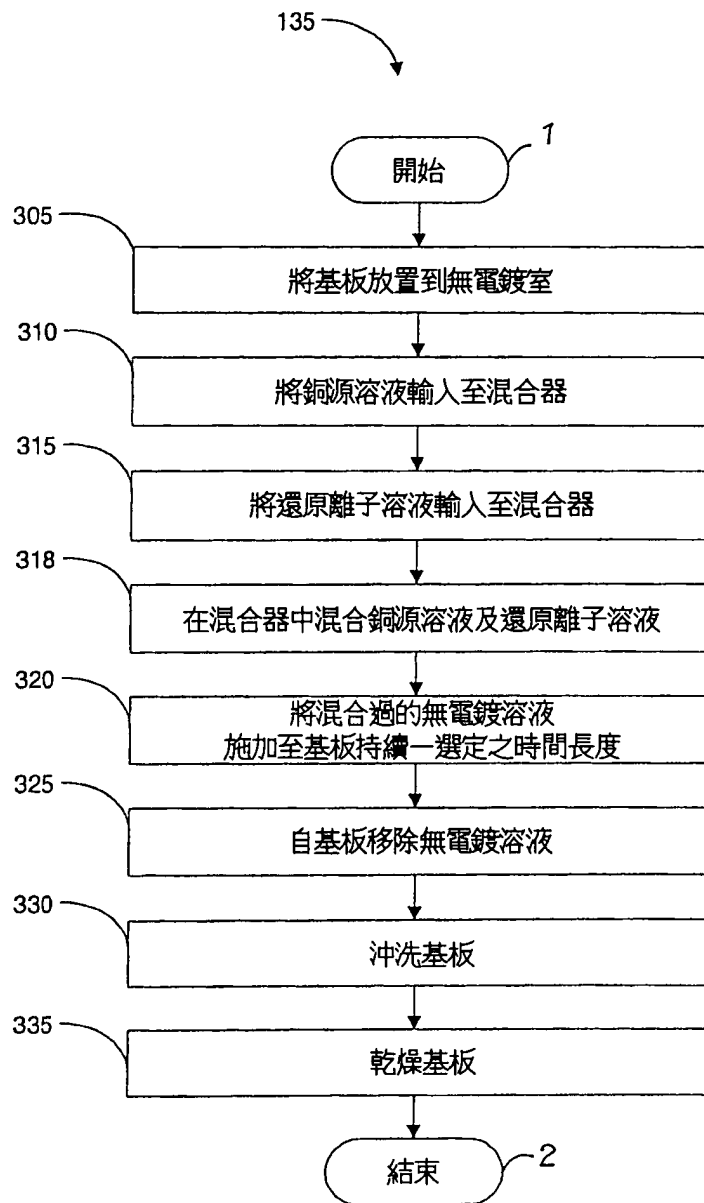 135
開始
1
305
將基板放置到無電鍍室
310
將銅源溶液輸入至混合器
315
將還原離子溶液輸入至混合器
318
在混合器中混合銅源溶液及還原離子溶液
320
將混合過的無電鍍溶液
施加至基板持續一選定之時間長度
325
自基板移除無電鍍溶液
330
沖洗基板
335
乾燥基板
結束
2